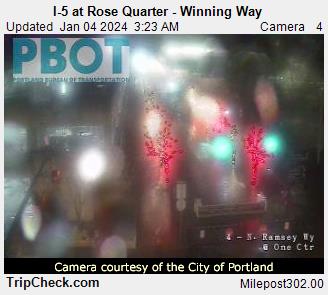 I-5 at Rose Quarter - Winning Way
Updated Jan 04 2024 3:23 AM Camera 4
PBOT
PORTLAND BUREAU OF TRANSPORTATION
4 - N. Ramsey Wy
@ One Ctr
Camera courtesy of the City of Portland
TripCheck.com Milepost302.00